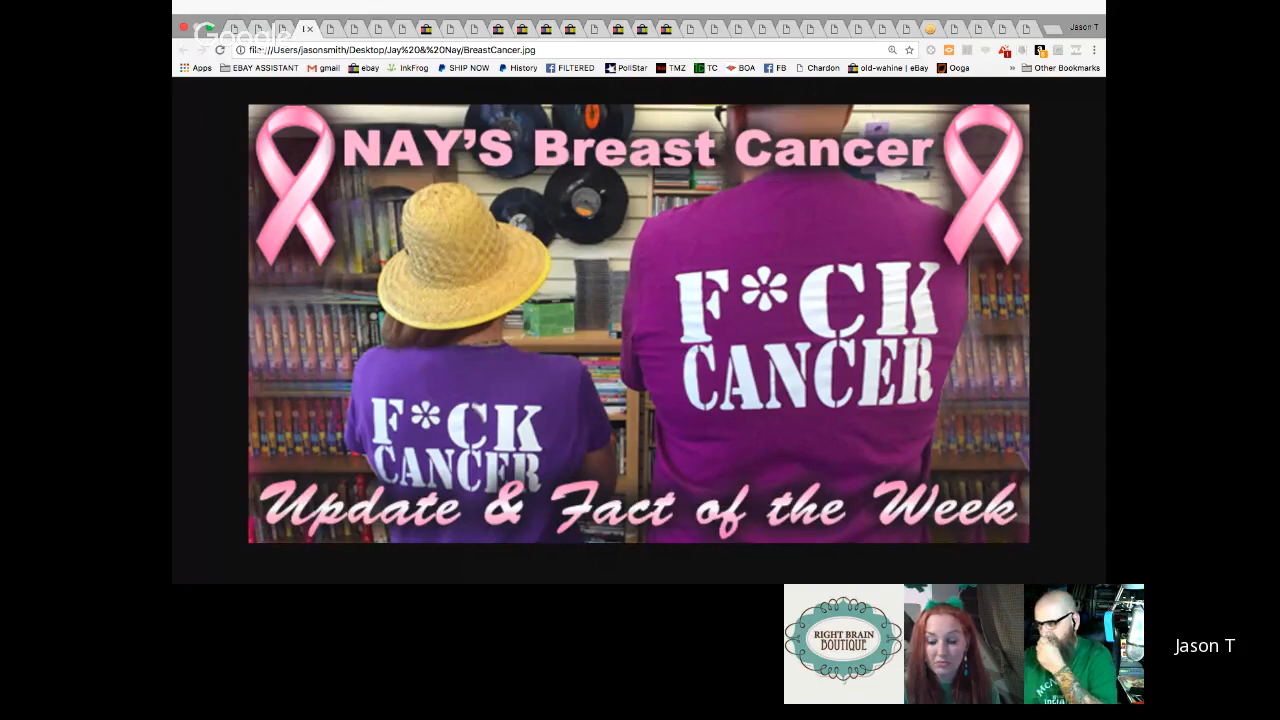 Google
Jason T
file:///Users/jasonsmith/Desktop/Jay%20&%20Nay/BreastCancer.jpg
Apps EBAY ASSISTANT gmail ebay InkFrog SHIP NOW History FILTERED PollStar TMZ TC BOA FB Chardon old-wahine | eBay Ooga » Other Bookmarks
NAY'S Breast Cancer
F*CK
CANCER
F*CK
CANCER
Update & Fact of the Week
RIGHT BRAIN
BOUTIQUE
Jason T